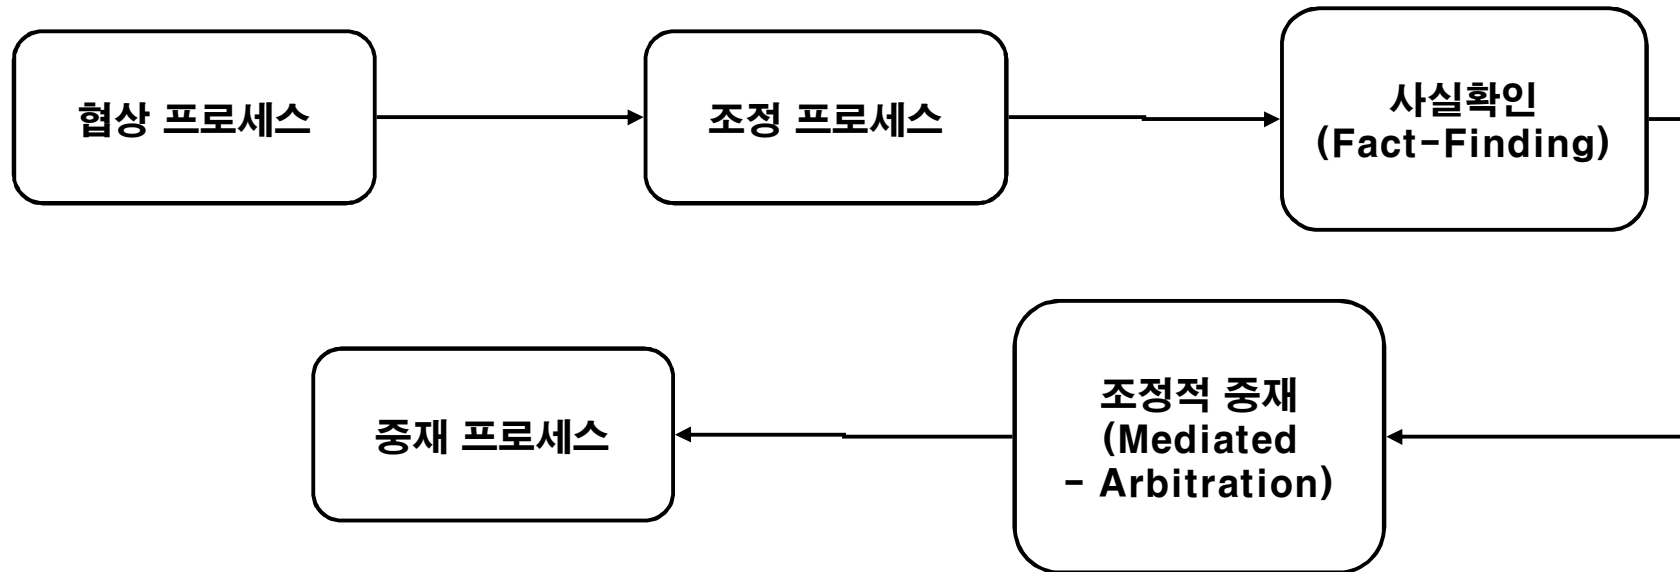 협상 프로세스
조정 프로세스
사실확인
(Fact-Finding)
조정적 중재
(Mediated
- Arbitration)
중재 프로세스